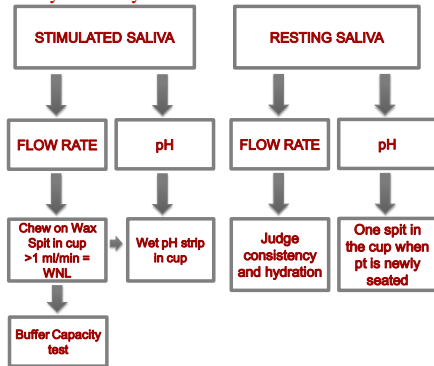 STIMULATED SALIVA
RESTING SALIVA
FLOW RATE
pH
FLOW RATE
pH
Chew on Wax
Spit in cup
>1 ml/min =
WNL
Wet pH strip
in cup
Judge
consistency
and hydration
One spit in
the cup when
pt is newly
seated
Buffer Capacity
test